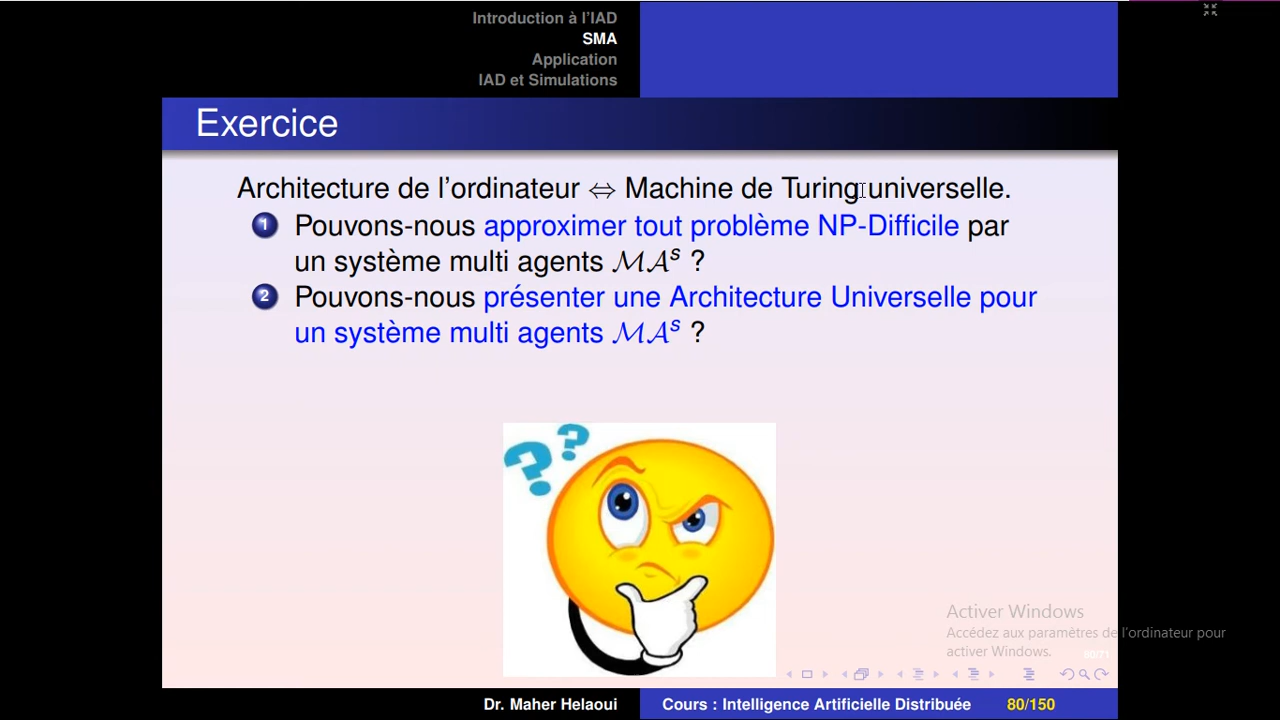 Introduction à l'IAD
SMA
Application
IAD et Simulations
Exercice
Architecture de l'ordinateur ⇔ Machine de Turing universelle.
1 Pouvons-nous approximer tout problème NP-Difficile par
un système multi agents MAˢ ?
2 Pouvons-nous présenter une Architecture Universelle pour
un système multi agents MAˢ ?
? ?
Activer Windows
Accédez aux paramètres de l'ordinateur pour
activer Windows.
Dr. Maher Helaoui Cours : Intelligence Artificielle Distribuée 80/150